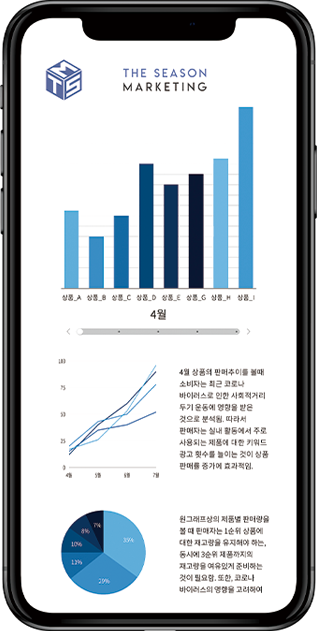 MTS
THE SEASON
MARKETING
상품_A 상품_B 상품_C 상품_D 상품_E 상품_G 상품_H 상품_I
4월
100
75
50
25
11
4월 5월 6월 7월
4월 상품의 판매추이를 볼때
소비자는 최근 코로나
바이러스로 인한 사회적거리
두기 운동에 영향을 받은
것으로 분석됨. 따라서
판매자는 실내 활동에서 주로
사용되는 제품에 대한 키워드
광고 횟수를 늘이는 것이 상품
판매률 증가에 효과적임.
7%
8%
10%
11%
29%
35%
원그래프상의 제품별 판매량을
볼 때 판매자는 1순위 상품에
대한 재고량을 유지해야 하는,
동시에 3순위 제품까지의
재고량을 여유있게 준비하는
것이 필요함. 또한, 코로나
바이러스의 영향을 고려하여